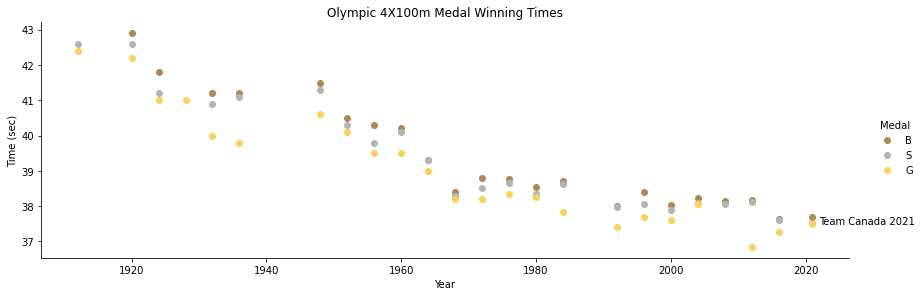 Olympic 4X100m Medal Winning Times
43
42
41
40
39
38
37
Time (sec)
Medal
B
S
G
Team Canada 2021
1920
1940
1960
1980
2000
2020
Year